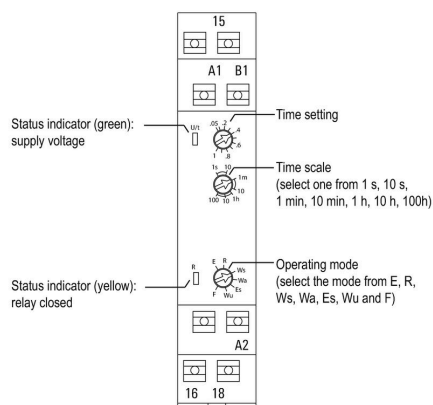 15
A1 B1
Status indicator (green):
supply voltage
U/t
.05 .2 .4 .6 .8 1
Time setting
1s 10 1m 10 1h 10 100
Time scale
(select one from 1 s, 10 s,
1 min, 10 min, 1 h, 10 h, 100h)
Status indicator (yellow):
relay closed
R
E R Ws Wa Es Wu F
Operating mode
(select the mode from E, R,
Ws, Wa, Es, Wu and F)
A2
16 18